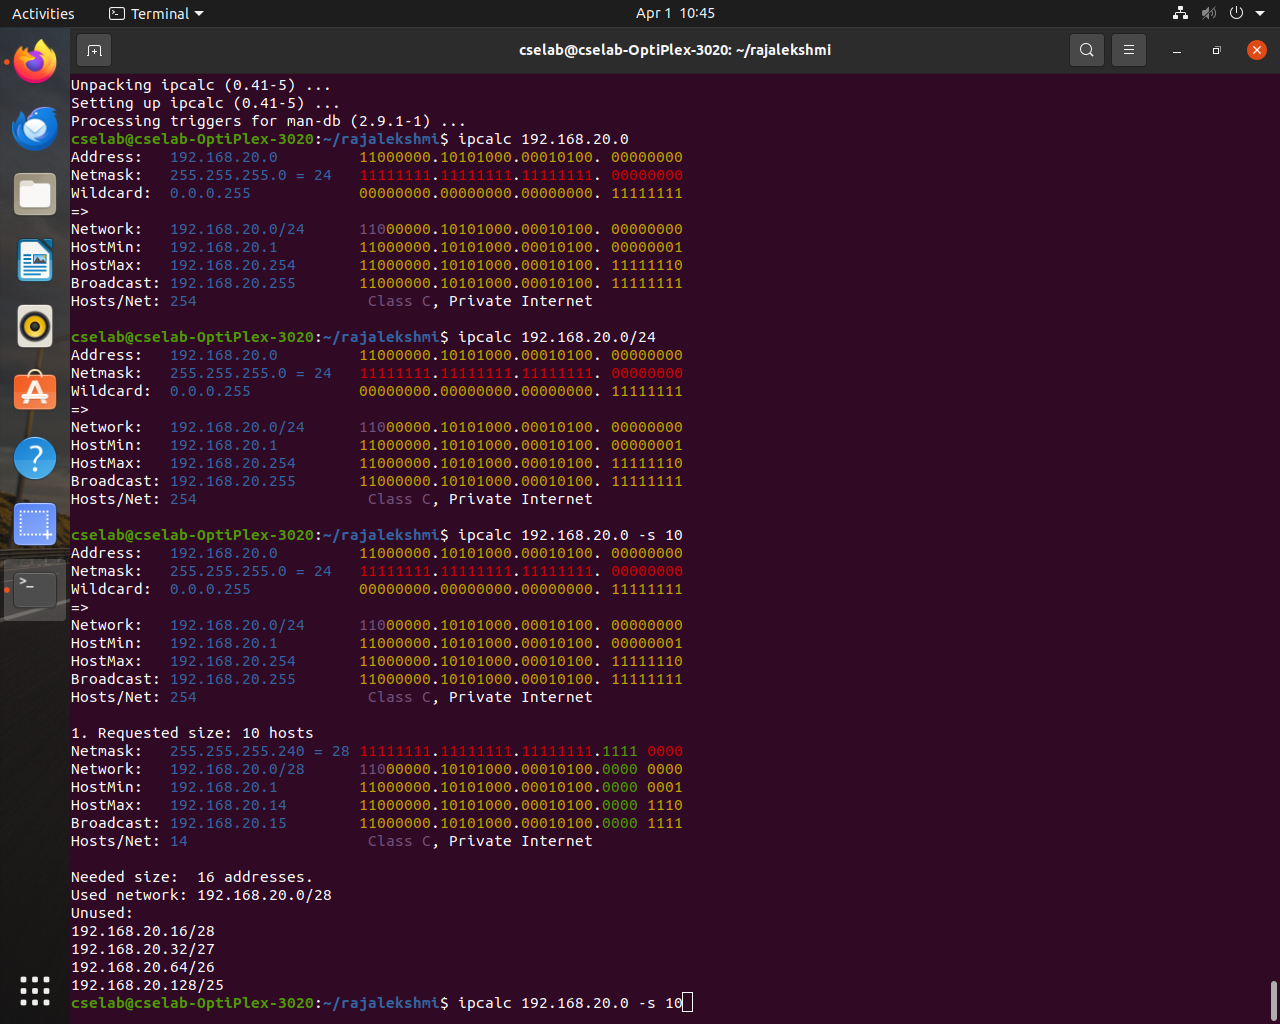 Activities
Terminal
Apr 1 10:45
cselab@cselab-OptiPlex-3020: ~/rajalekshmi
Unpacking ipcalc (0.41-5) ...
Setting up ipcalc (0.41-5) ...
Processing triggers for man-db (2.9.1-1) ...
cselab@cselab-OptiPlex-3020:~/rajalekshmi$ ipcalc 192.168.20.0
Address:   192.168.20.0         11000000.10101000.00010100. 00000000
Netmask:   255.255.255.0 = 24   11111111.11111111.11111111. 00000000
Wildcard:  0.0.0.255            00000000.00000000.00000000. 11111111
=>
Network:   192.168.20.0/24      11000000.10101000.00010100. 00000000
HostMin:   192.168.20.1         11000000.10101000.00010100. 00000001
HostMax:   192.168.20.254       11000000.10101000.00010100. 11111110
Broadcast: 192.168.20.255       11000000.10101000.00010100. 11111111
Hosts/Net: 254                   Class C, Private Internet
cselab@cselab-OptiPlex-3020:~/rajalekshmi$ ipcalc 192.168.20.0/24
Address:   192.168.20.0         11000000.10101000.00010100. 00000000
Netmask:   255.255.255.0 = 24   11111111.11111111.11111111. 00000000
Wildcard:  0.0.0.255            00000000.00000000.00000000. 11111111
=>
Network:   192.168.20.0/24      11000000.10101000.00010100. 00000000
HostMin:   192.168.20.1         11000000.10101000.00010100. 00000001
HostMax:   192.168.20.254       11000000.10101000.00010100. 11111110
Broadcast: 192.168.20.255       11000000.10101000.00010100. 11111111
Hosts/Net: 254                   Class C, Private Internet
cselab@cselab-OptiPlex-3020:~/rajalekshmi$ ipcalc 192.168.20.0 -s 10
Address:   192.168.20.0         11000000.10101000.00010100. 00000000
Netmask:   255.255.255.0 = 24   11111111.11111111.11111111. 00000000
Wildcard:  0.0.0.255            00000000.00000000.00000000. 11111111
=>
Network:   192.168.20.0/24      11000000.10101000.00010100. 00000000
HostMin:   192.168.20.1         11000000.10101000.00010100. 00000001
HostMax:   192.168.20.254       11000000.10101000.00010100. 11111110
Broadcast: 192.168.20.255       11000000.10101000.00010100. 11111111
Hosts/Net: 254                   Class C, Private Internet
1. Requested size: 10 hosts
Netmask:   255.255.255.240 = 28 11111111.11111111.11111111.1111 0000
Network:   192.168.20.0/28      11000000.10101000.00010100.0000 0000
HostMin:   192.168.20.1         11000000.10101000.00010100.0000 0001
HostMax:   192.168.20.14        11000000.10101000.00010100.0000 1110
Broadcast: 192.168.20.15        11000000.10101000.00010100.0000 1111
Hosts/Net: 14                    Class C, Private Internet
Needed size:  16 addresses.
Used network: 192.168.20.0/28
Unused:
192.168.20.16/28
192.168.20.32/27
192.168.20.64/26
192.168.20.128/25
cselab@cselab-OptiPlex-3020:~/rajalekshmi$ ipcalc 192.168.20.0 -s 10